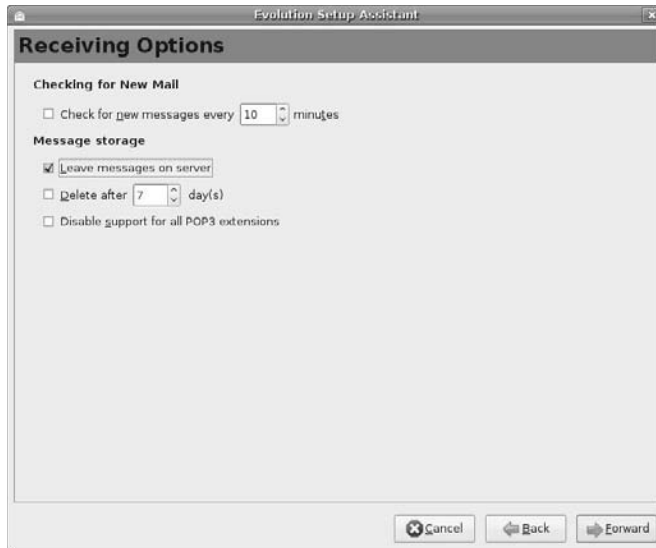 Evolution Setup Assistant
Receiving Options
Checking for New Mail
Check for new messages every 10 minutes
Message storage
Leave messages on server
Delete after 7 day(s)
Disable support for all POP3 extensions
Cancel Back Forward